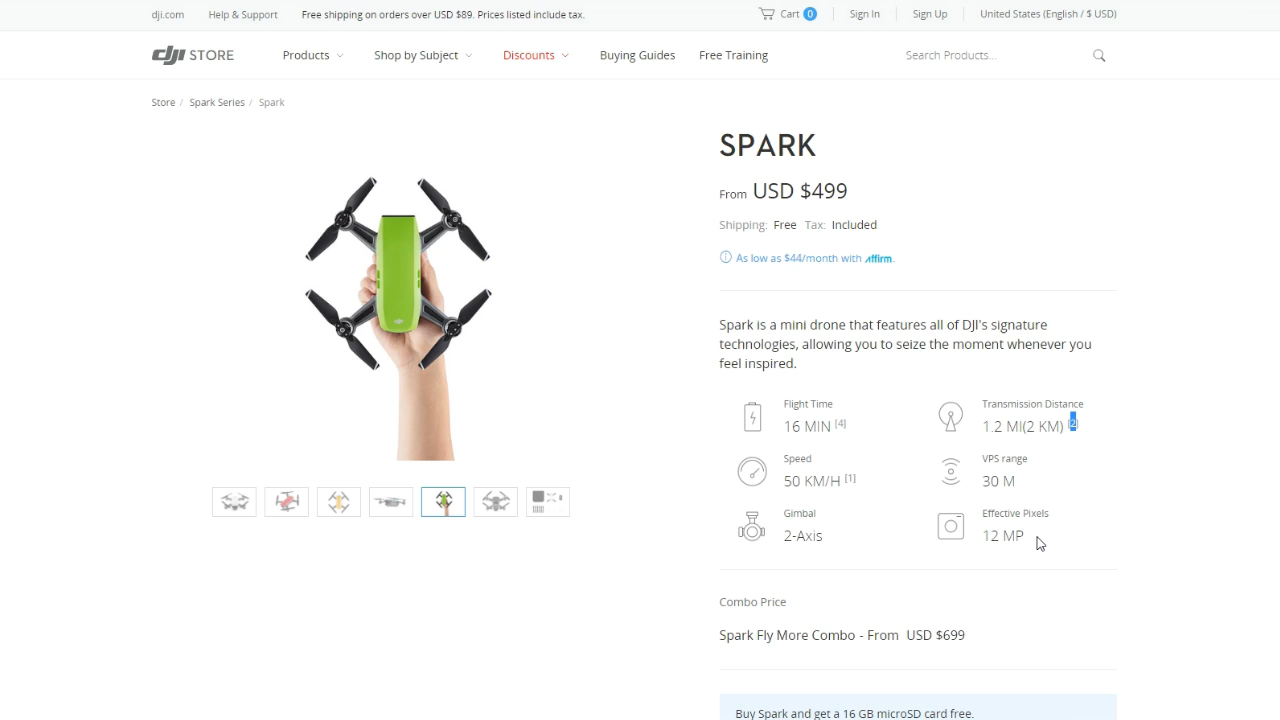 dji.com Help & Support Free shipping on orders over USD $89. Prices listed include tax. Cart 0 Sign In Sign Up United States (English / $ USD)
dji STORE Products Shop by Subject Discounts Buying Guides Free Training Search Products...
Store / Spark Series / Spark
SPARK
From USD $499
Shipping: Free Tax: Included
As low as $44/month with affirm.
Spark is a mini drone that features all of DJI's signature
technologies, allowing you to seize the moment whenever you
feel inspired.
Flight Time
16 MIN [4]
Transmission Distance
1.2 MI(2 KM) [2]
Speed
50 KM/H [1]
VPS range
30 M
Gimbal
2-Axis
Effective Pixels
12 MP
Combo Price
Spark Fly More Combo - From USD $699
Buy Spark and get a 16 GB microSD card free.